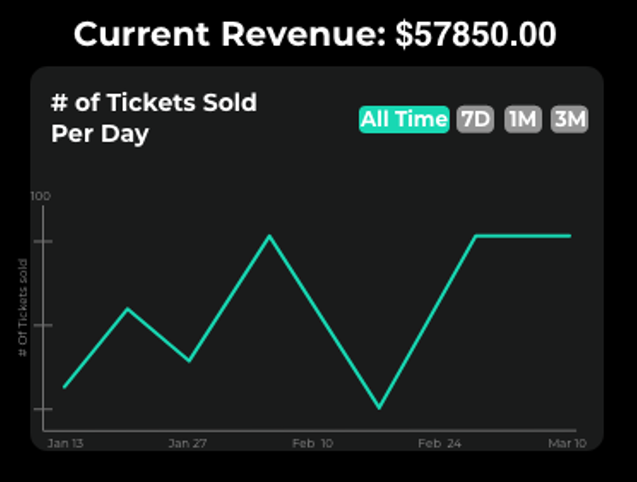 Current Revenue: $57850.00
# of Tickets Sold
Per Day
All Time 7D 1M 3M
100
# Of Tickets sold
Jan 13 Jan 27 Feb 10 Feb 24 Mar 10